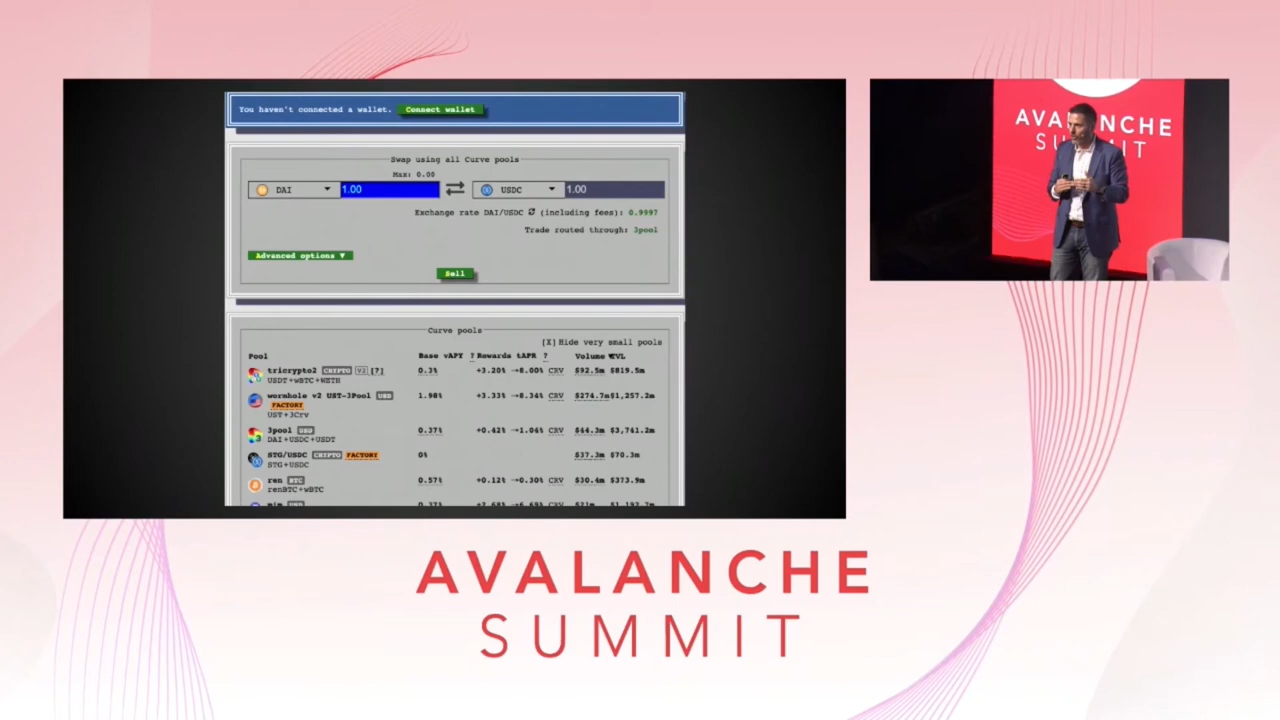 You haven't connected a wallet. Connect wallet
Swap using all Curve pools
Max: 0.00
DAI 1.00 USDC 1.00
Exchange rate DAI/USDC (including fees): 0.9997
Trade routed through: 3pool
Advanced options ▼
Sell
Curve pools
[X] Hide very small pools
Pool Base vAPY ? Rewards tAPR ? Volume TVL
tricrypto2 CRYPTO V2 [?] 0.3% +3.20% →8.00% CRV $92.5m $819.5m
USDT+wBTC+WETH
wormhole v2 UST-3Pool USD 1.98% +3.33% →8.34% CRV $274.7m $1,257.2m
FACTORY
UST+3Crv
3pool USD 0.37% +0.42% →1.06% CRV $44.3m $3,741.2m
DAI+USDC+USDT
STG/USDC CRYPTO FACTORY 0% $37.3m $70.3m
STG+USDC
ren BTC 0.57% +0.12% →0.30% CRV $30.4m $373.9m
renBTC+wBTC
AVALANCHE
SUMMIT
AVALANCHE
SUMMIT